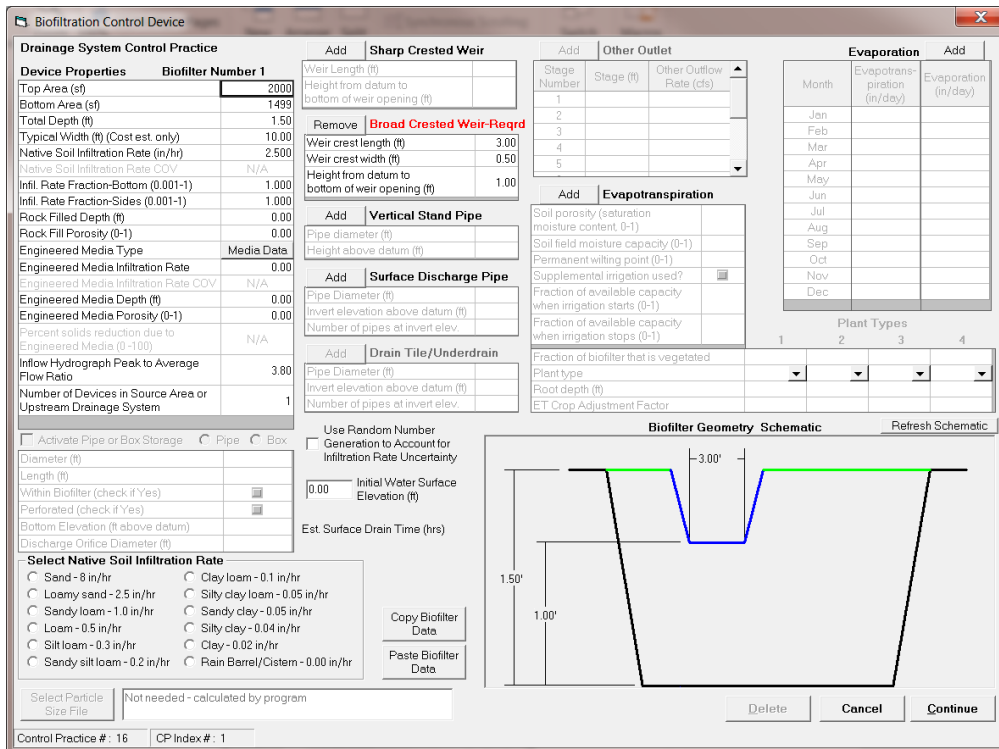 Biofiltration Control Device
Drainage System Control Practice
Device Properties Biofilter Number 1
Top Area (sf) 2000
Bottom Area (sf) 1499
Total Depth (ft) 1.50
Typical Width (ft) (Cost est. only) 10.00
Native Soil Infiltration Rate (in/hr) 2.500
Native Soil Infiltration Rate COV N/A
Infil. Rate Fraction-Bottom (0.001-1) 1.000
Infil. Rate Fraction-Sides (0.001-1) 1.000
Rock Filled Depth (ft) 0.00
Rock Fill Porosity (0-1) 0.00
Engineered Media Type Media Data
Engineered Media Infiltration Rate 0.00
Engineered Media Infiltration Rate COV N/A
Engineered Media Depth (ft) 0.00
Engineered Media Porosity (0-1) 0.00
Percent solids reduction due to
Engineered Media (0-100) N/A
Inflow Hydrograph Peak to Average
Flow Ratio 3.80
Number of Devices in Source Area or
Upstream Drainage System 1
Activate Pipe or Box Storage Pipe Box
Diameter (ft)
Length (ft)
Within Biofilter (check if Yes)
Perforated (check if Yes)
Bottom Elevation (ft above datum)
Discharge Orifice Diameter (ft)
Select Native Soil Infiltration Rate
Sand - 8 in/hr
Loamy sand - 2.5 in/hr
Sandy loam - 1.0 in/hr
Loam - 0.5 in/hr
Silt loam - 0.3 in/hr
Sandy silt loam - 0.2 in/hr
Clay loam - 0.1 in/hr
Silty clay loam - 0.05 in/hr
Sandy clay - 0.05 in/hr
Silty clay - 0.04 in/hr
Clay - 0.02 in/hr
Rain Barrel/Cistern - 0.00 in/hr
Select Particle
Size File
Not needed - calculated by program
Control Practice #: 16 CP Index #: 1
Add Sharp Crested Weir
Weir Length (ft)
Height from datum to
bottom of weir opening (ft)
Remove Broad Crested Weir-Reqrd
Weir crest length (ft) 3.00
Weir crest width (ft) 0.50
Height from datum to
bottom of weir opening (ft) 1.00
Add Vertical Stand Pipe
Pipe diameter (ft)
Height above datum (ft)
Add Surface Discharge Pipe
Pipe Diameter (ft)
Invert elevation above datum (ft)
Number of pipes at invert elev.
Add Drain Tile/Underdrain
Pipe Diameter (ft)
Invert elevation above datum (ft)
Number of pipes at invert elev.
Use Random Number
Generation to Account for
Infiltration Rate Uncertainty
0.00 Initial Water Surface
Elevation (ft)
Est. Surface Drain Time (hrs)
Copy Biofilter
Data
Paste Biofilter
Data
Add Other Outlet
Stage
Number
Stage (ft)
Other Outflow
Rate (cfs)
1
2
3
4
5
Add Evapotranspiration
Soil porosity (saturation
moisture content, 0-1)
Soil field moisture capacity (0-1)
Permanent wilting point (0-1)
Supplemental irrigation used?
Fraction of available capacity
when irrigation starts (0-1)
Fraction of available capacity
when irrigation stops (0-1)
Fraction of biofilter that is vegetated
Plant type
Root depth (ft)
ET Crop Adjustment Factor
Evaporation Add
Month
Evapotrans-
piration
(in/day)
Evaporation
(in/day)
Jan
Feb
Mar
Apr
May
Jun
Jul
Aug
Sep
Oct
Nov
Dec
Plant Types
1 2 3 4
Biofilter Geometry Schematic Refresh Schematic
3.00'
1.50'
1.00'
Delete Cancel Continue